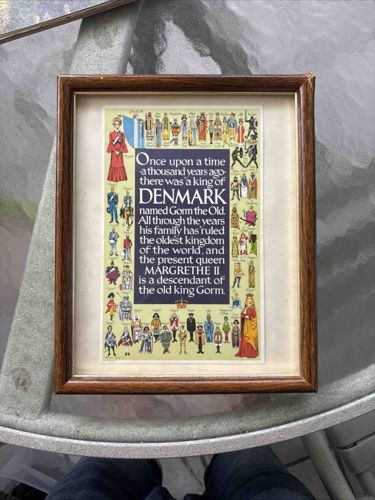 Once upon a time
a thousand years ago
there was a king of
DENMARK
named Gorm the Old.
All through the years
his family has ruled
the oldest kingdom
of the world, and
the present queen
MARGRETHE II
is a descendant of
the old king Gorm.